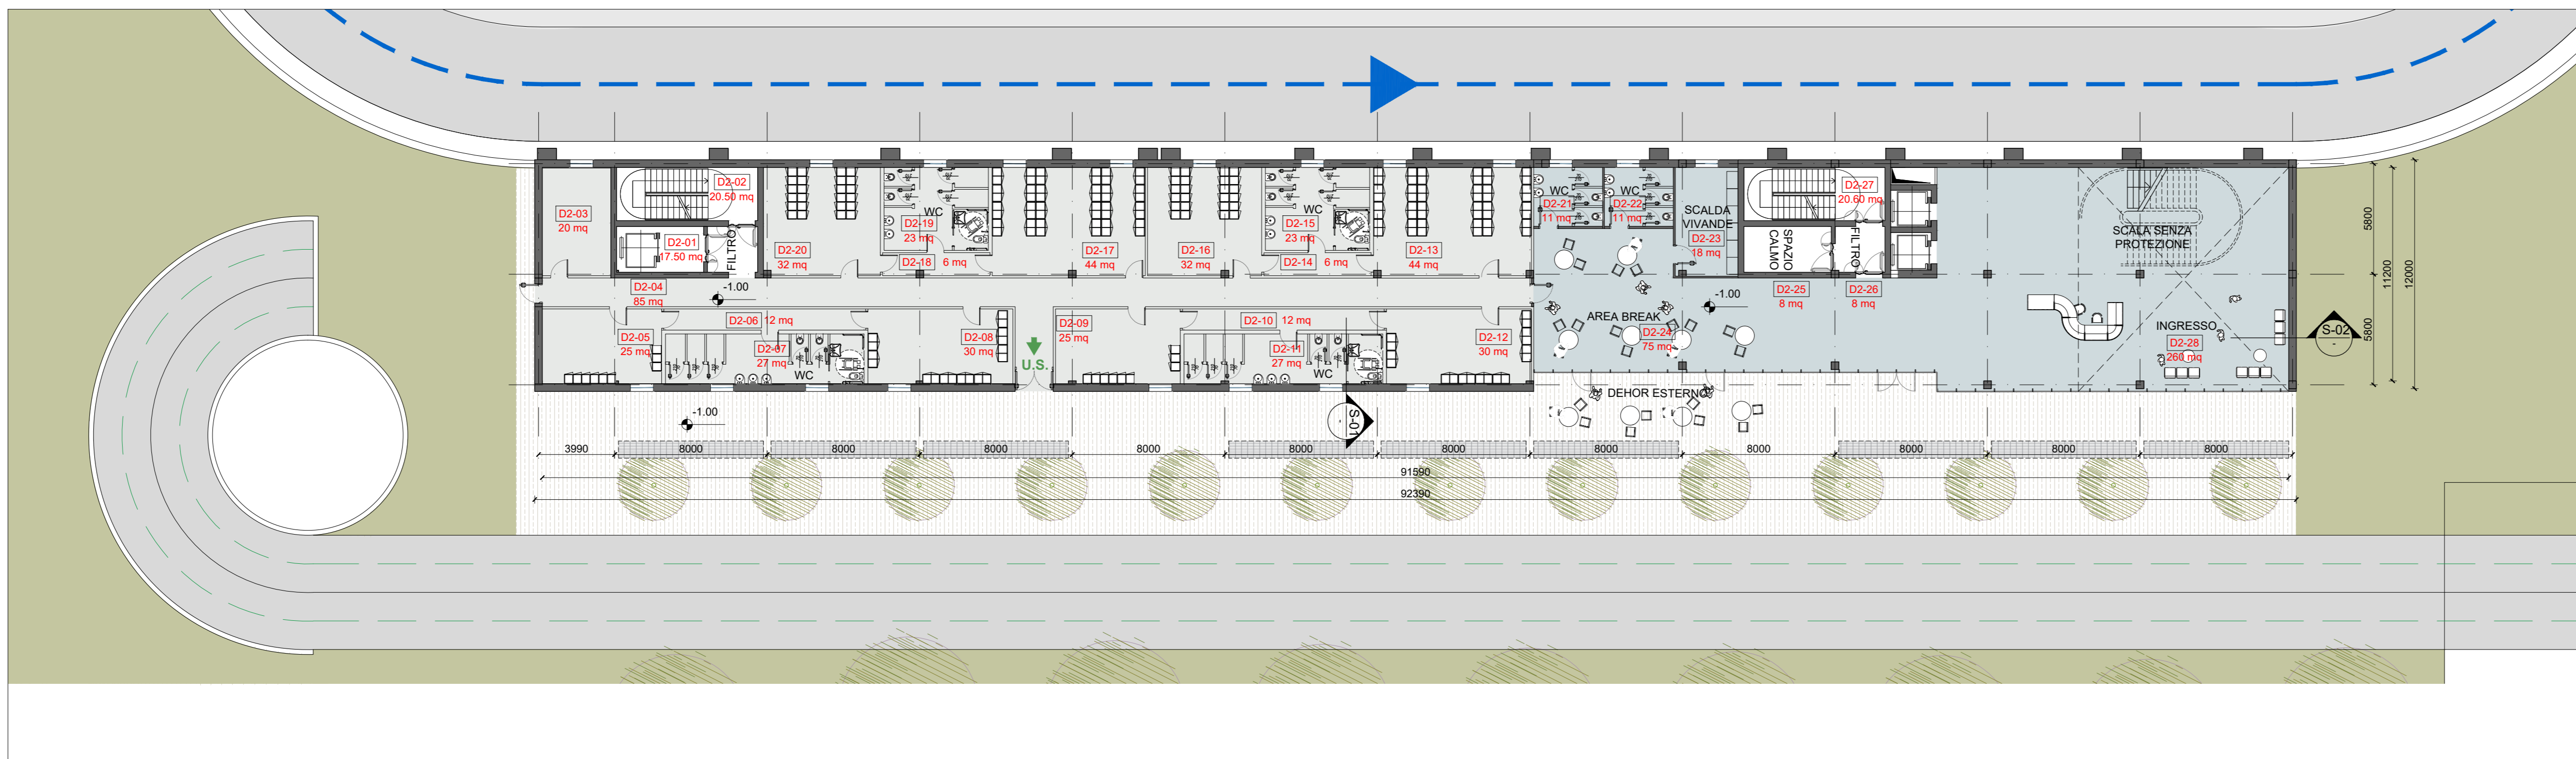 D2-03
20 mq
D2-02
20.50 mq
D2-01
17.50 mq
FILTRO
D2-20
32 mq
WC
D2-19
23 mq
D2-18 6 mq
D2-17
44 mq
D2-16
32 mq
WC
D2-15
23 mq
D2-14 6 mq
D2-13
44 mq
WC
D2-21
11 mq
WC
D2-22
11 mq
SCALDA
VIVANDE
D2-23
18 mq
D2-27
20.60 mq
SPAZIO
CALMO
FILTRO
D2-25
8 mq
D2-26
8 mq
SCALA SENZA
PROTEZIONE
5800
5800
11200
12000
D2-04
85 mq
-1.00
-1.00
D2-05
25 mq
D2-06 12 mq
D2-07
27 mq
WC
D2-08
30 mq
U.S.
D2-09
25 mq
D2-10 12 mq
D2-11
27 mq
WC
D2-12
30 mq
AREA BREAK
D2-24
75 mq
INGRESSO
D2-28
260 mq
S-02
-
DEHOR ESTERNO
-1.00
S-01
-
3990 8000 8000 8000 8000 8000 8000 8000 8000 8000 8000 8000
91590
92390